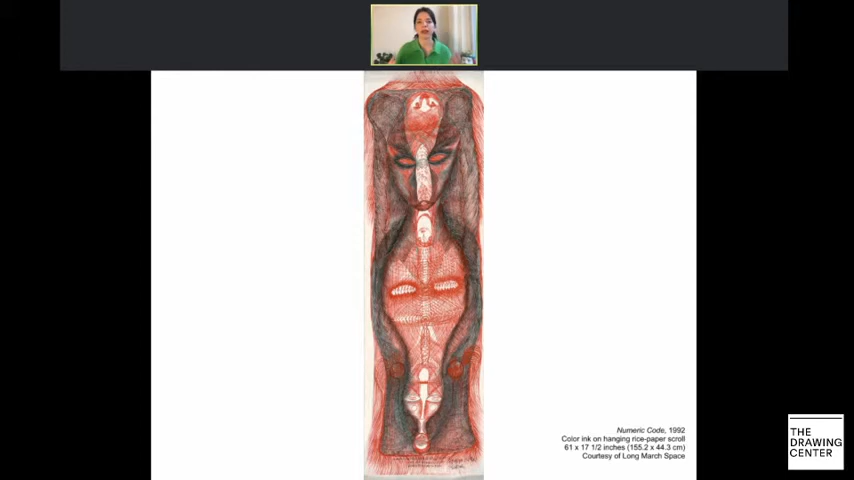 Numeric Code, 1992
Color ink on hanging rice-paper scroll
61 x 17 1/2 inches (155.2 x 44.3 cm)
Courtesy of Long March Space
THE
DRAWING
CENTER